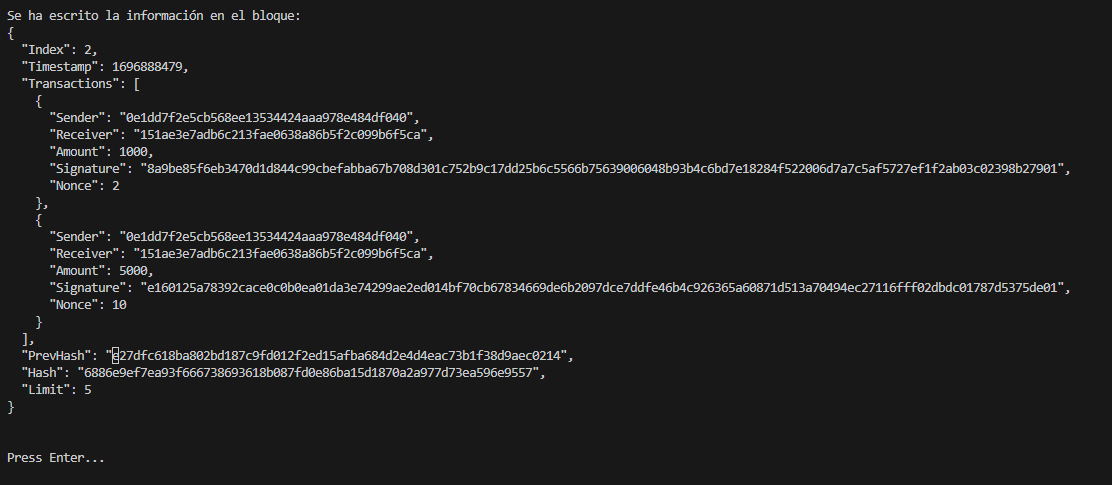 Se ha escrito la información en el bloque:
{
  "Index": 2,
  "Timestamp": 1696888479,
  "Transactions": [
    {
      "Sender": "0e1dd7f2e5cb568ee13534424aaa978e484df040",
      "Receiver": "151ae3e7adb6c213fae0638a86b5f2c099b6f5ca",
      "Amount": 1000,
      "Signature": "8a9be85f6eb3470d1d844c99cbefabba67b708d301c752b9c17dd25b6c5566b75639006048b93b4c6bd7e18284f522006d7a7c5af5727ef1f2ab03c02398b27901",
      "Nonce": 2
    },
    {
      "Sender": "0e1dd7f2e5cb568ee13534424aaa978e484df040",
      "Receiver": "151ae3e7adb6c213fae0638a86b5f2c099b6f5ca",
      "Amount": 5000,
      "Signature": "e160125a78392cace0c0b0ea01da3e74299ae2ed014bf70cb67834669de6b2097dce7ddfe46b4c926365a60871d513a70494ec27116fff02dbdc01787d5375de01",
      "Nonce": 10
    }
  ],
  "PrevHash": "e27dfc618ba802bd187c9fd012f2ed15afba684d2e4d4eac73b1f38d9aec0214",
  "Hash": "6886e9ef7ea93f666738693618b087fd0e86ba15d1870a2a977d73ea596e9557",
  "Limit": 5
}
Press Enter...